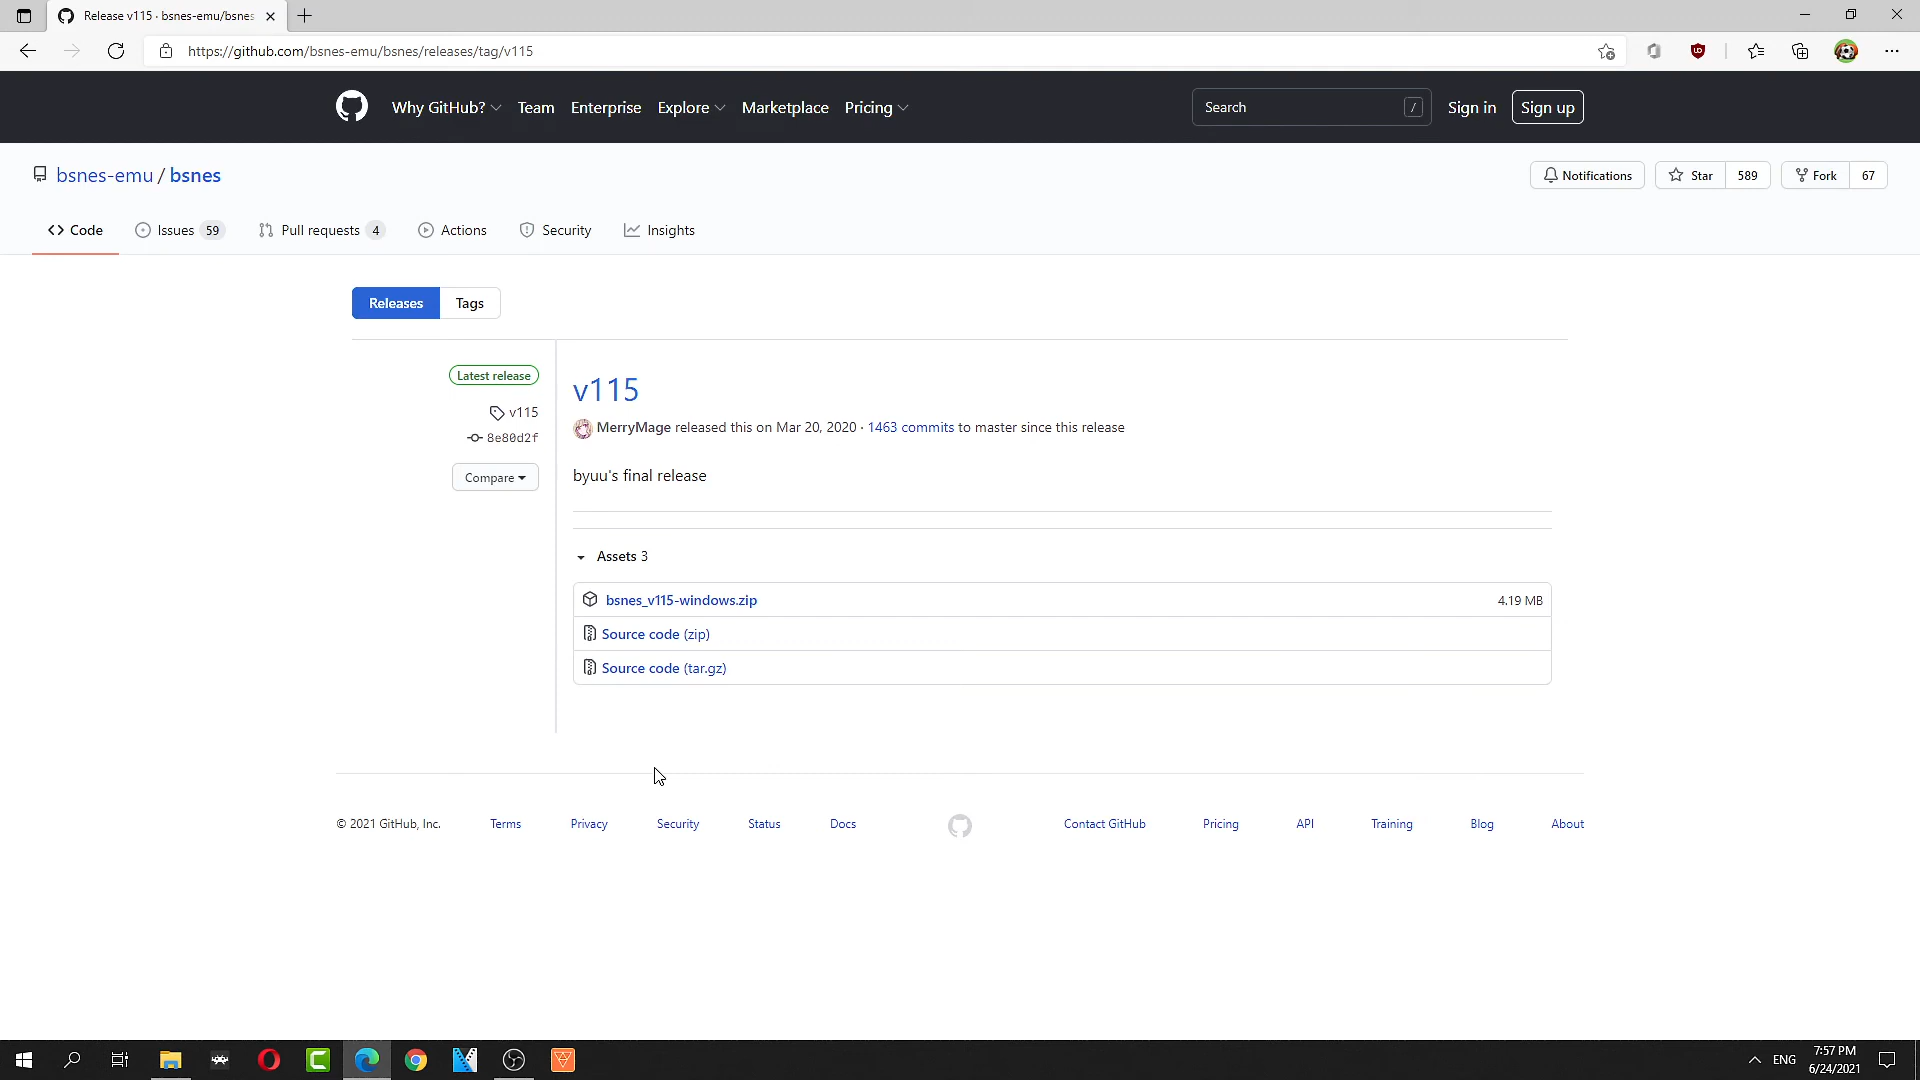 Release v115 · bsnes-emu/bsnes
https://github.com/bsnes-emu/bsnes/releases/tag/v115
Why GitHub? Team Enterprise Explore Marketplace Pricing Search / Sign in Sign up
bsnes-emu / bsnes
Notifications Star 589 Fork 67
Code Issues 59 Pull requests 4 Actions Security Insights
Releases Tags
Latest release
v115
8e80d2f
Compare
v115
MerryMage released this on Mar 20, 2020 · 1463 commits to master since this release
byuu's final release
Assets 3
bsnes_v115-windows.zip 4.19 MB
Source code (zip)
Source code (tar.gz)
© 2021 GitHub, Inc. Terms Privacy Security Status Docs Contact GitHub Pricing API Training Blog About
ENG
7:57 PM
6/24/2021